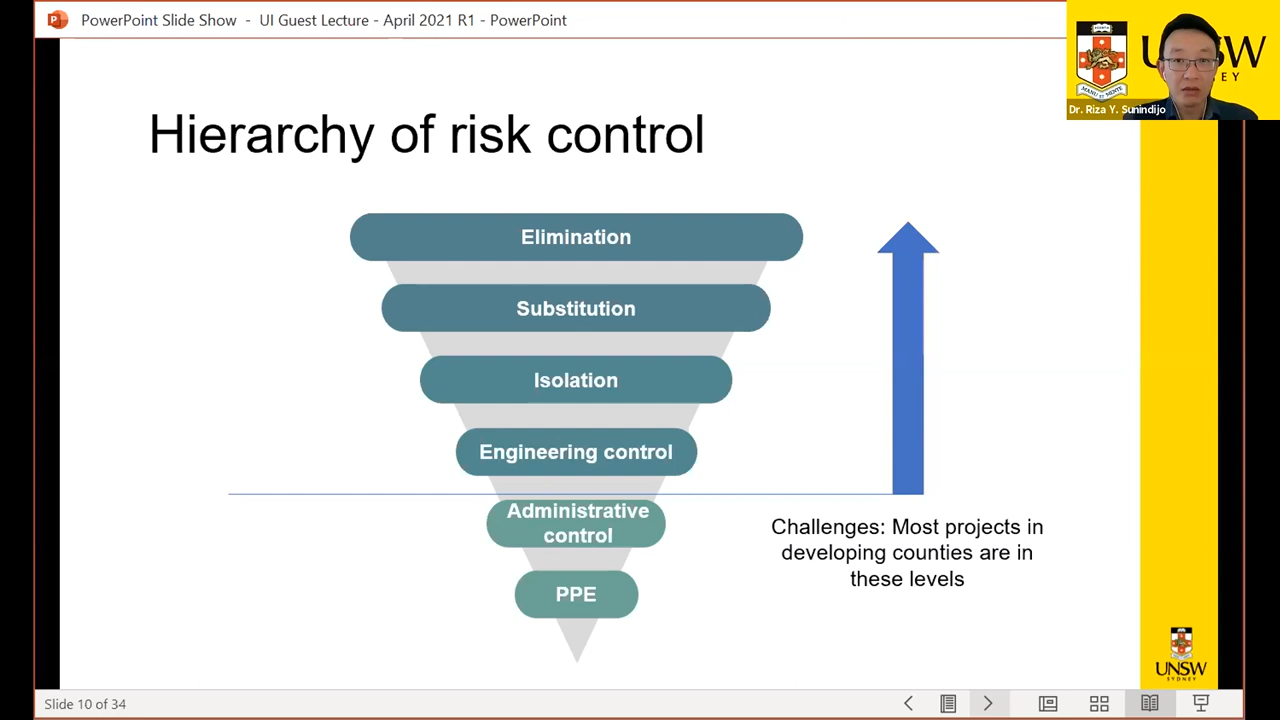 PowerPoint Slide Show - UI Guest Lecture - April 2021 R1 - PowerPoint
Dr. Riza Y. Sunindijo
Hierarchy of risk control
Elimination
Substitution
Isolation
Engineering control
Administrative
control
PPE
Challenges: Most projects in
developing counties are in
these levels
UNSW
SYDNEY
Slide 10 of 34